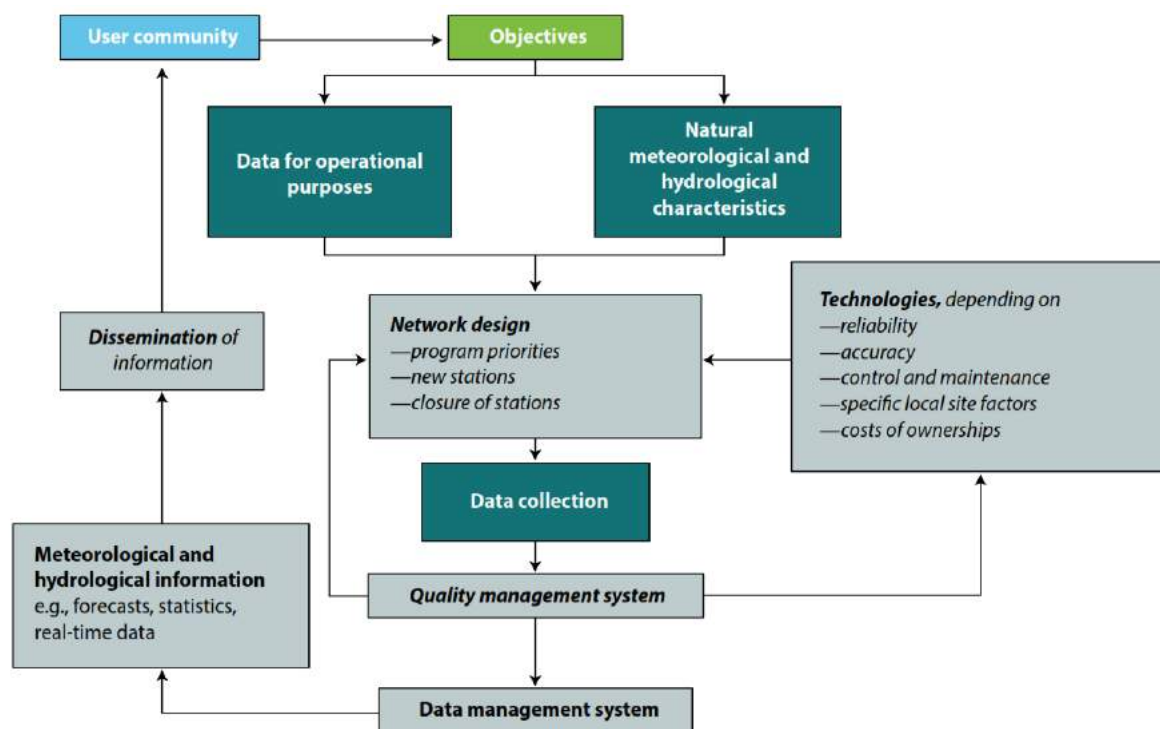 User community
Objectives
Data for operational
purposes
Natural
meteorological and
hydrological
characteristics
Network design
—program priorities
—new stations
—closure of stations
Technologies, depending on
—reliability
—accuracy
—control and maintenance
—specific local site factors
—costs of ownerships
Dissemination of
information
Data collection
Meteorological and
hydrological information
e.g., forecasts, statistics,
real-time data
Quality management system
Data management system